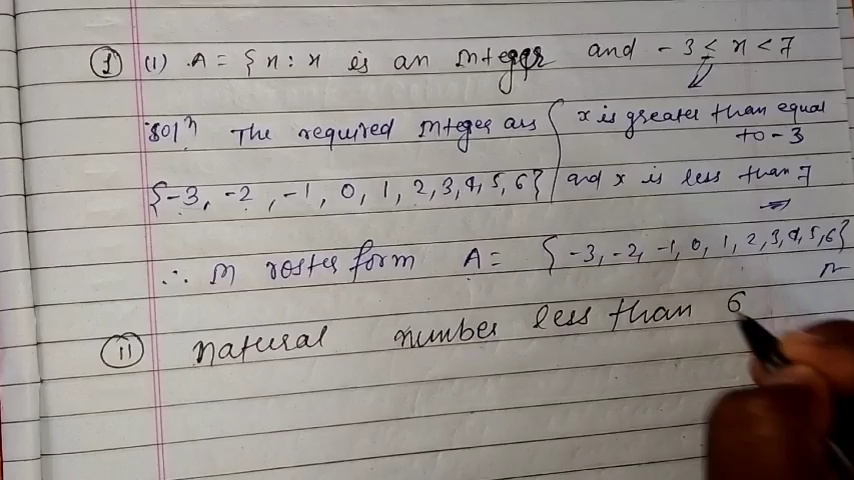 ① (i) A = { x : x is an integer and - 3 ≤ x < 7
Solⁿ The required integer are
{ -3, -2, -1, 0, 1, 2, 3, 4, 5, 6 }
x is greater than equal
to - 3
and x is less than 7
∴ In roster form A = { -3, -2, -1, 0, 1, 2, 3, 4, 5, 6 }
(ii) natural number less than 6